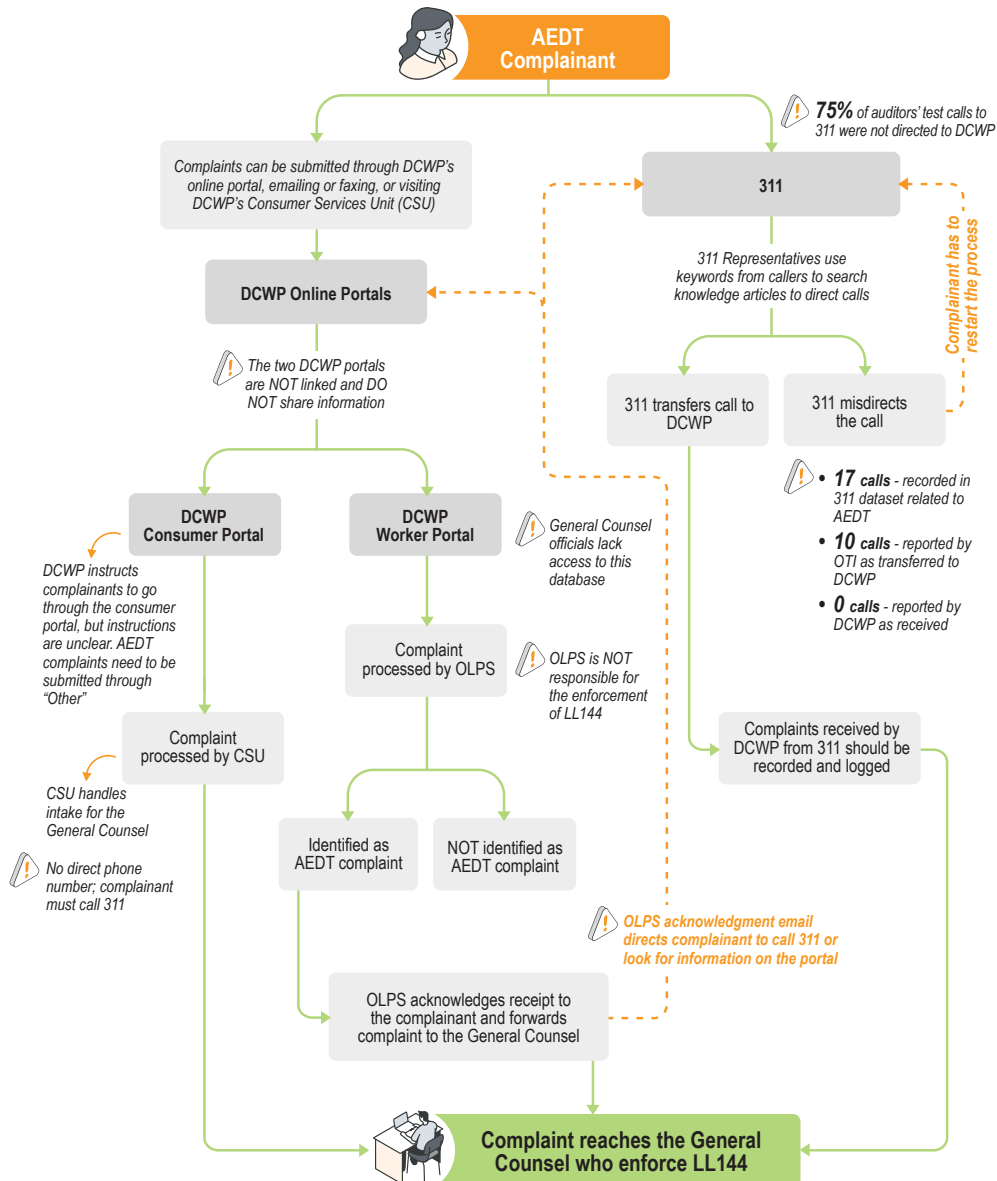 AEDT
Complainant
75% of auditors' test calls to
311 were not directed to DCWP
Complaints can be submitted through DCWP's
online portal, emailing or faxing, or visiting
DCWP's Consumer Services Unit (CSU)
311
Complainant has to
restart the process
311 Representatives use
keywords from callers to search
knowledge articles to direct calls
DCWP Online Portals
The two DCWP portals
are NOT linked and DO
NOT share information
311 transfers call to
DCWP
311 misdirects
the call
• 17 calls - recorded in
311 dataset related to
AEDT
• 10 calls - reported by
OTI as transferred to
DCWP
• 0 calls - reported by
DCWP as received
DCWP
Consumer Portal
DCWP
Worker Portal
General Counsel
officials lack
access to this
database
DCWP instructs
complainants to go
through the consumer
portal, but instructions
are unclear. AEDT
complaints need to be
submitted through
“Other”
Complaint
processed by OLPS
OLPS is NOT
responsible for
the enforcement
of LL144
Complaint
processed by CSU
Complaints received by
DCWP from 311 should be
recorded and logged
CSU handles
intake for the
General Counsel
No direct phone
number; complainant
must call 311
Identified as
AEDT complaint
NOT identified as
AEDT complaint
OLPS acknowledgment email
directs complainant to call 311 or
look for information on the portal
OLPS acknowledges receipt to
the complainant and forwards
complaint to the General Counsel
Complaint reaches the General
Counsel who enforce LL144